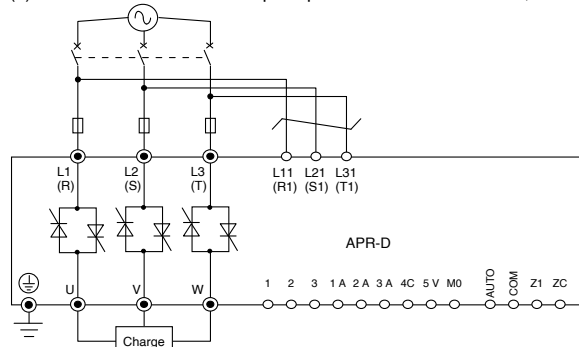 L1 L2 L3 L11 L21 L31
(R) (S) (T) (R1) (S1) (T1)
APR-D
U V W 1 2 3 1 A 2 A 3 A 4C 5 V M0 AUTO COM Z1 ZC
Charge